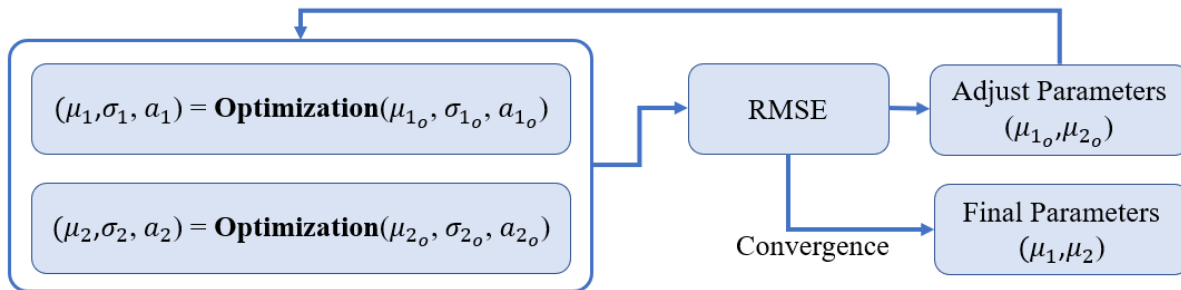 (μ₁,σ₁, a₁) = Optimization(μ₁ₒ, σ₁ₒ, a₁ₒ)
(μ₂,σ₂, a₂) = Optimization(μ₂ₒ, σ₂ₒ, a₂ₒ)
RMSE
Adjust Parameters
(μ₁ₒ,μ₂ₒ)
Convergence
Final Parameters
(μ₁,μ₂)